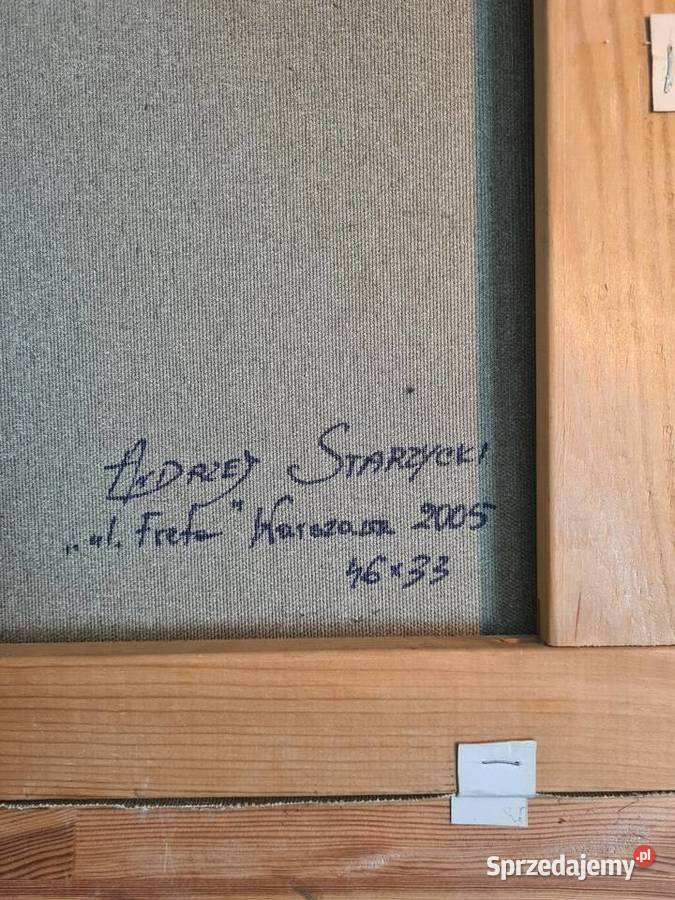 ANDRZEJ STARZYCKI
„ul. Freta" Warszawa 2005
46×33
Sprzedajemy.pl